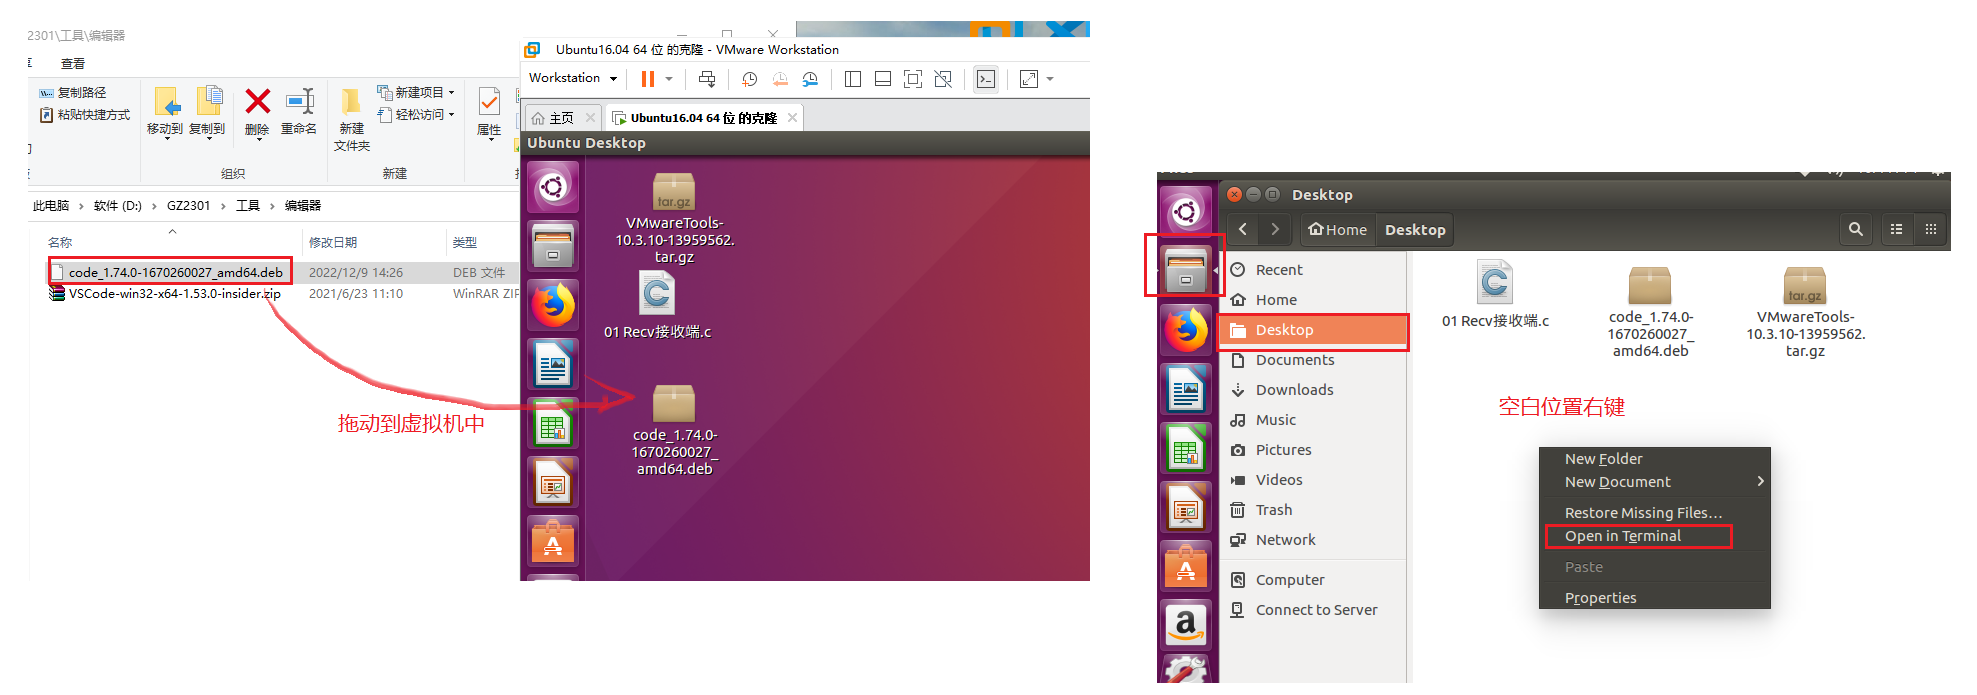 2301\工具\编辑器
查看
复制路径
粘贴快捷方式
移动到
复制到
删除
重命名
新建
文件夹
新建项目
轻松访问
属性
组织
新建
此电脑 > 软件 (D:) > GZ2301 > 工具 > 编辑器
名称
修改日期
类型
code_1.74.0-1670260027_amd64.deb
2022/12/9 14:26
DEB 文件
VSCode-win32-x64-1.53.0-insider.zip
2021/6/23 11:10
WinRAR ZIP
拖动到虚拟机中
Ubuntu16.04 64 位 的克隆 - VMware Workstation
Workstation
主页
Ubuntu16.04 64 位 的克隆
Ubuntu Desktop
tar.gz
VMwareTools-
10.3.10-13959562.
tar.gz
01 Recv接收端.c
code_1.74.0-
1670260027_
amd64.deb
Desktop
Home
Desktop
Recent
Home
Desktop
Documents
Downloads
Music
Pictures
Videos
Trash
Network
Computer
Connect to Server
01 Recv接收端.c
code_1.74.0-
1670260027_
amd64.deb
tar.gz
VMwareTools-
10.3.10-13959562.
tar.gz
空白位置右键
New Folder
New Document
Restore Missing Files...
Open in Terminal
Paste
Properties